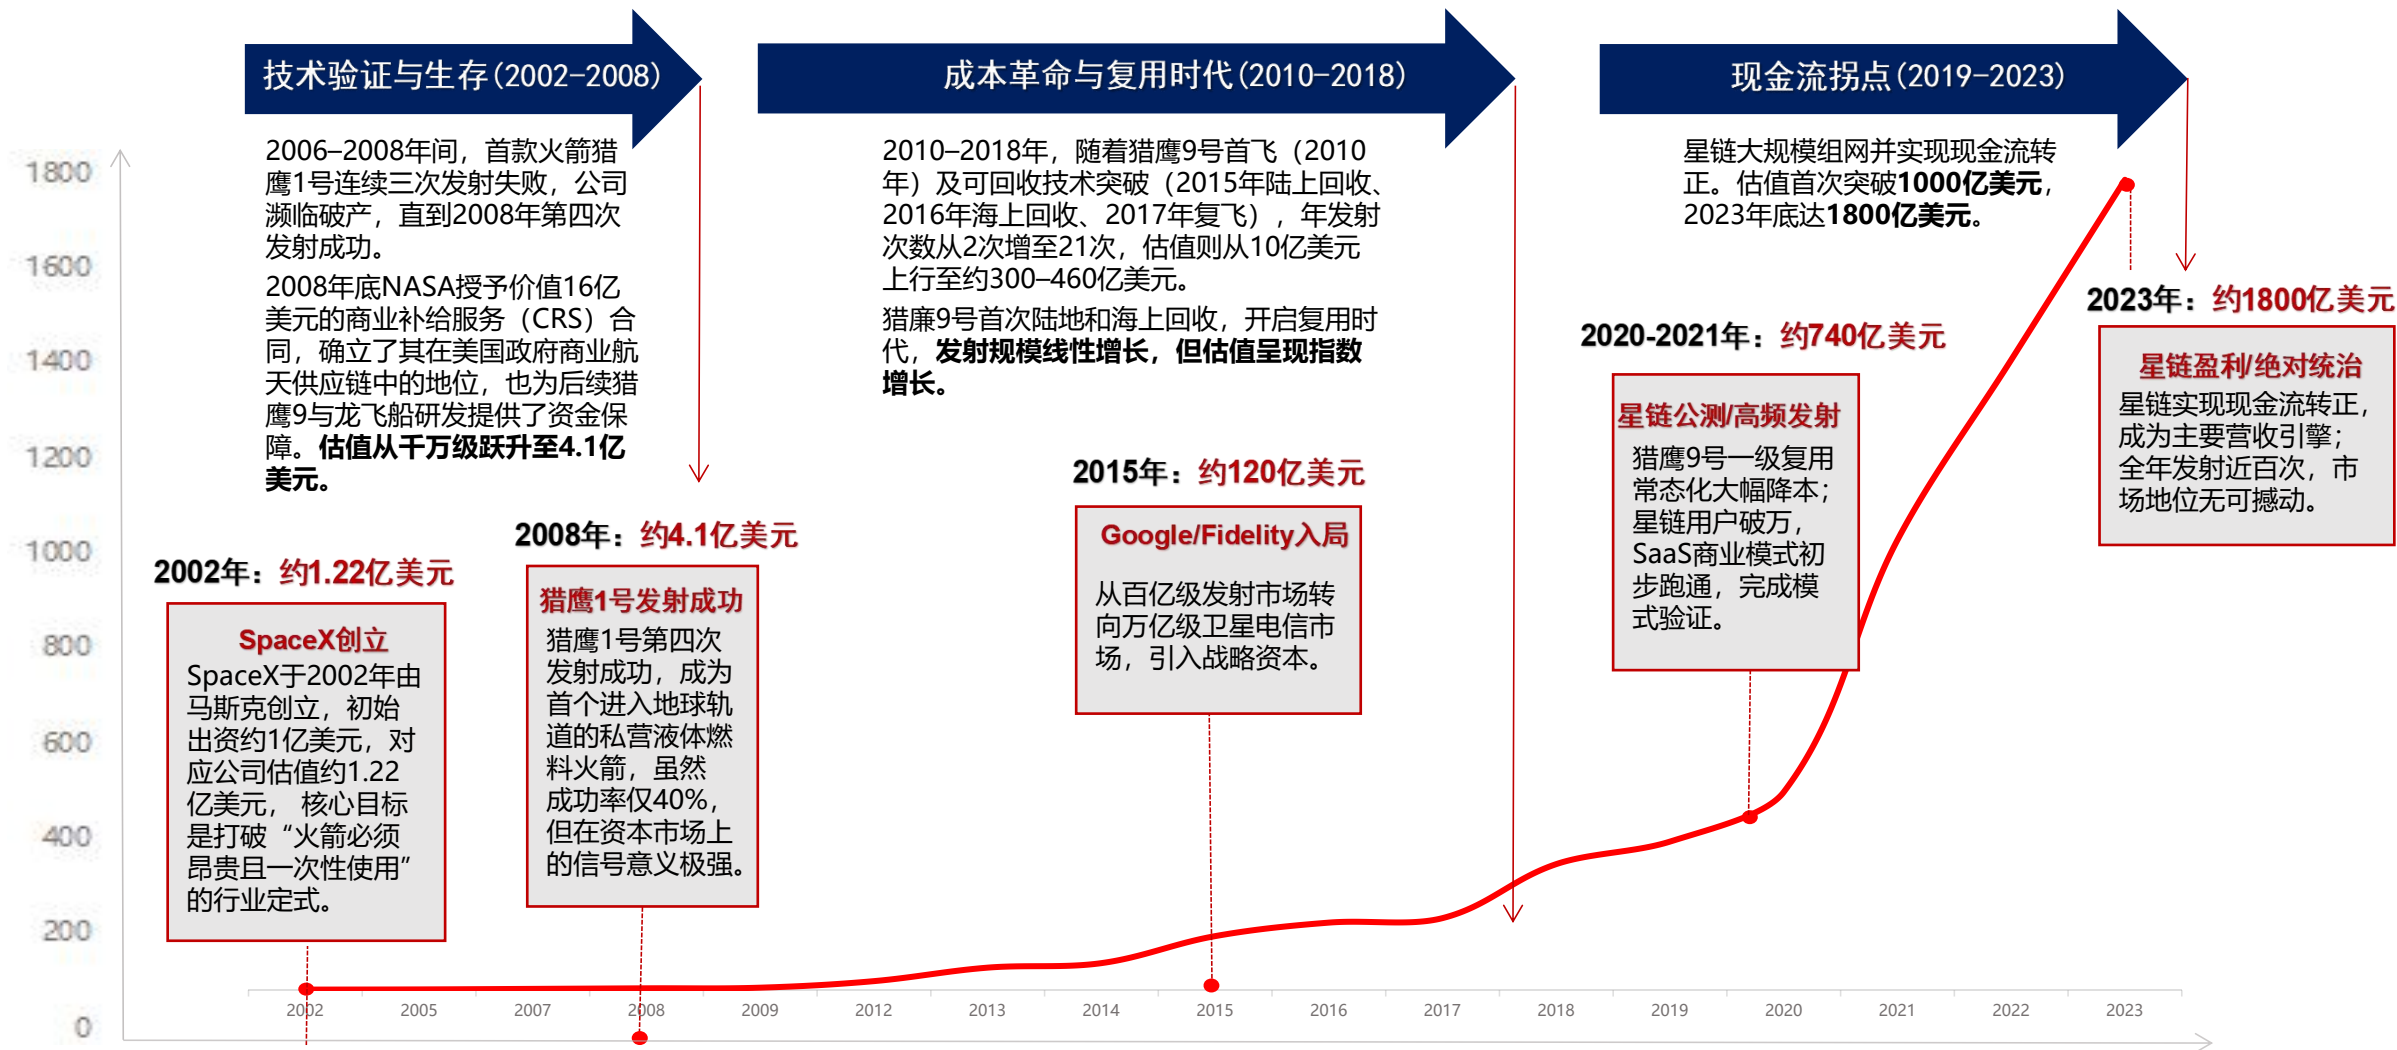 技术验证与生存(2002-2008)
成本革命与复用时代(2010-2018)
现金流拐点(2019-2023)
2006–2008年间，首款火箭猎
鹰1号连续三次发射失败，公司
濒临破产，直到2008年第四次
发射成功。
2008年底NASA授予价值16亿
美元的商业补给服务（CRS）合
同，确立了其在美国政府商业航
天供应链中的地位，也为后续猎
鹰9与龙飞船研发提供了资金保
障。估值从千万级跃升至4.1亿
美元。
2010–2018年，随着猎鹰9号首飞（2010
年）及可回收技术突破（2015年陆上回收、
2016年海上回收、2017年复飞），年发射
次数从2次增至21次，估值则从10亿美元
上行至约300–460亿美元。
猎廉9号首次陆地和海上回收，开启复用时
代，发射规模线性增长，但估值呈现指数
增长。
星链大规模组网并实现现金流转
正。估值首次突破1000亿美元，
2023年底达1800亿美元。
1800
1600
1400
1200
1000
800
600
400
200
0
2002年：约1.22亿美元
SpaceX创立
SpaceX于2002年由
马斯克创立，初始
出资约1亿美元，对
应公司估值约1.22
亿美元， 核心目标
是打破“火箭必须
昂贵且一次性使用”
的行业定式。
2008年：约4.1亿美元
猎鹰1号发射成功
猎鹰1号第四次
发射成功，成为
首个进入地球轨
道的私营液体燃
料火箭，虽然
成功率仅40%，
但在资本市场上
的信号意义极强。
2015年：约120亿美元
Google/Fidelity入局
从百亿级发射市场转
向万亿级卫星电信市
场，引入战略资本。
2020-2021年：约740亿美元
星链公测/高频发射
猎鹰9号一级复用
常态化大幅降本；
星链用户破万，
SaaS商业模式初
步跑通，完成模
式验证。
2023年：约1800亿美元
星链盈利/绝对统治
星链实现现金流转正，
成为主要营收引擎；
全年发射近百次，市
场地位无可撼动。
2002 2005 2007 2008 2009 2012 2013 2014 2015 2016 2017 2018 2019 2020 2021 2022 2023